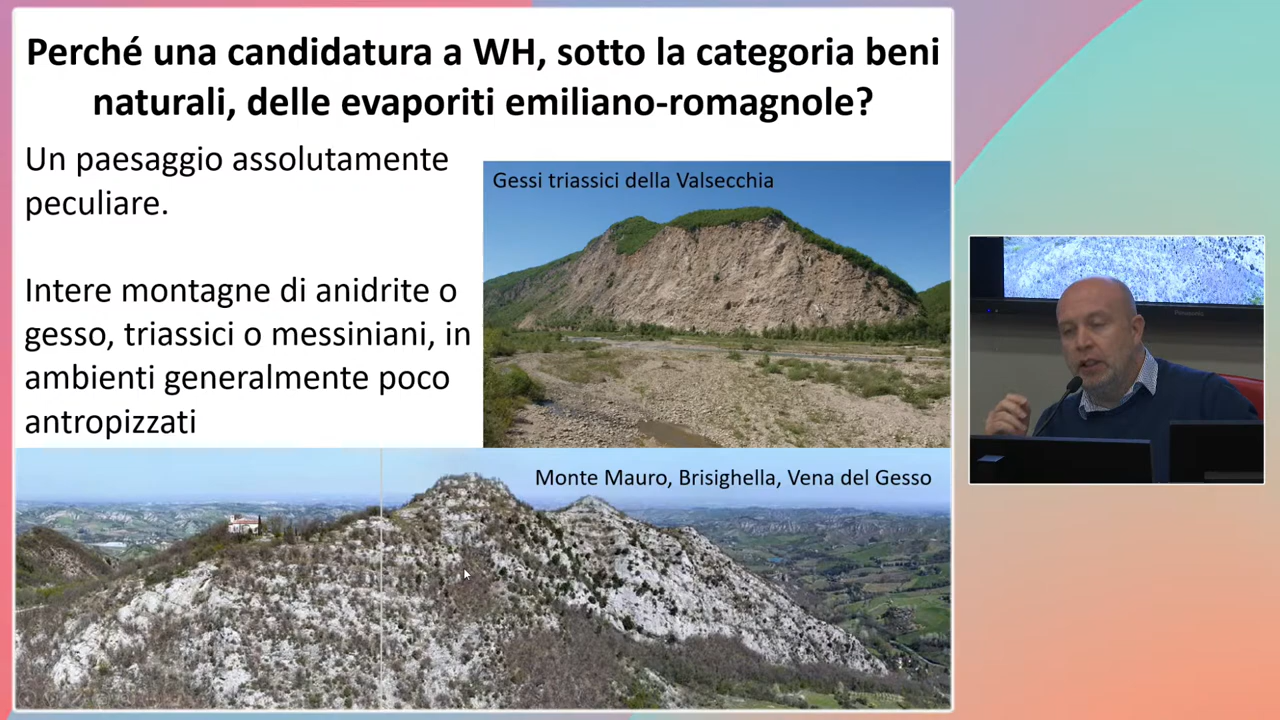 Perché una candidatura a WH, sotto la categoria beni
naturali, delle evaporiti emiliano-romagnole?
Un paesaggio assolutamente
peculiare.
Intere montagne di anidrite o
gesso, triassici o messiniani, in
ambienti generalmente poco
antropizzati
Gessi triassici della Valsecchia
Monte Mauro, Brisighella, Vena del Gesso
Panasonic